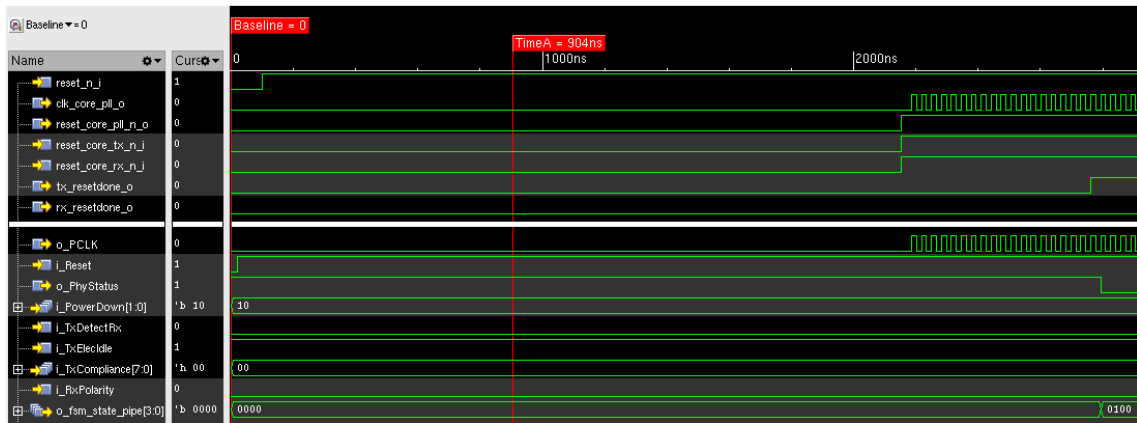 Baseline = 0
Baseline = 0
TimeA = 904ns
Name Curs
0 1000ns 2000ns
reset_n_i 1
clk_core_pll_o 0
reset_core_pll_n_o 0
reset_core_tx_n_i 0
reset_core_rx_n_i 0
tx_resetdone_o 0
rx_resetdone_o 0
o_PCLK 0
i_Reset 1
o_PhyStatus 1
i_PowerDown[1:0] 'b 10 10
i_TxDetectRx 0
i_TxElecIdle 1
i_TxCompliance[7:0] 'h 00 00
i_RxPolarity 0
o_fsm_state_pipe[3:0] 'b 0000 0000 0100